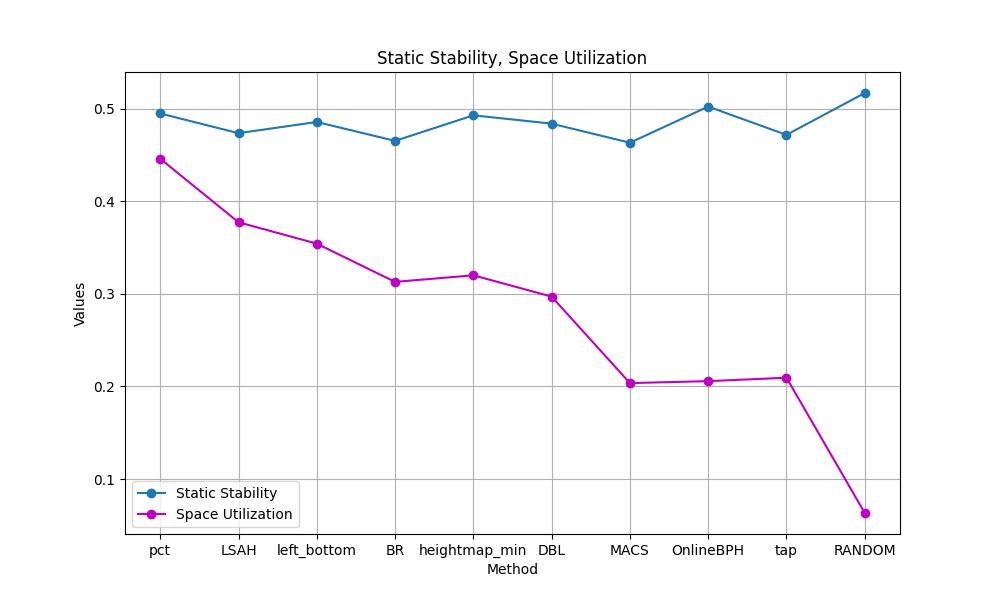 Static Stability, Space Utilization
Values
0.5
0.4
0.3
0.2
0.1
Static Stability
Space Utilization
pct LSAH left_bottom BR heightmap_min DBL MACS OnlineBPH tap RANDOM
Method